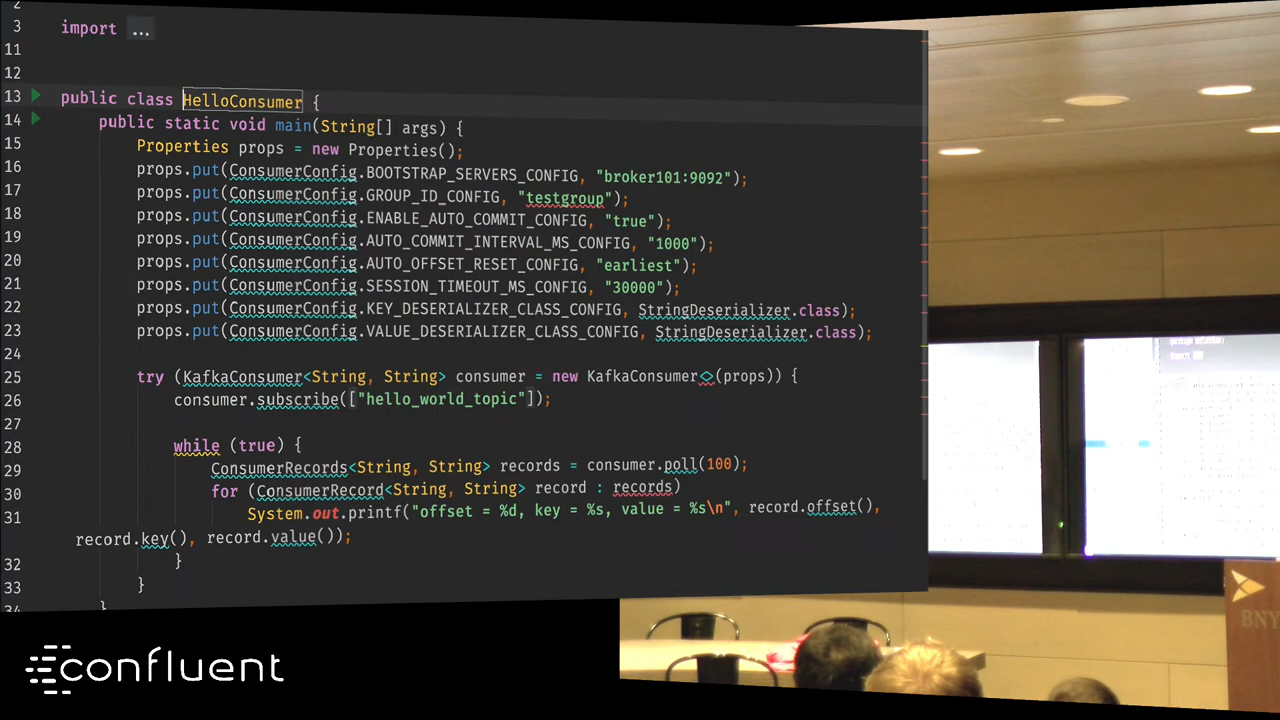 2
3 import ...
11
12
13 public class HelloConsumer {
14 public static void main(String[] args) {
15 Properties props = new Properties();
16 props.put(ConsumerConfig.BOOTSTRAP_SERVERS_CONFIG, "broker101:9092");
17 props.put(ConsumerConfig.GROUP_ID_CONFIG, "testgroup");
18 props.put(ConsumerConfig.ENABLE_AUTO_COMMIT_CONFIG, "true");
19 props.put(ConsumerConfig.AUTO_COMMIT_INTERVAL_MS_CONFIG, "1000");
20 props.put(ConsumerConfig.AUTO_OFFSET_RESET_CONFIG, "earliest");
21 props.put(ConsumerConfig.SESSION_TIMEOUT_MS_CONFIG, "30000");
22 props.put(ConsumerConfig.KEY_DESERIALIZER_CLASS_CONFIG, StringDeserializer.class);
23 props.put(ConsumerConfig.VALUE_DESERIALIZER_CLASS_CONFIG, StringDeserializer.class);
24
25 try (KafkaConsumer<String, String> consumer = new KafkaConsumer<>(props)) {
26 consumer.subscribe(["hello_world_topic"]);
27
28 while (true) {
29 ConsumerRecords<String, String> records = consumer.poll(100);
30 for (ConsumerRecord<String, String> record : records)
31 System.out.printf("offset = %d, key = %s, value = %s\n", record.offset(),
record.key(), record.value());
32 }
33 }
34 }
confluent
BNY